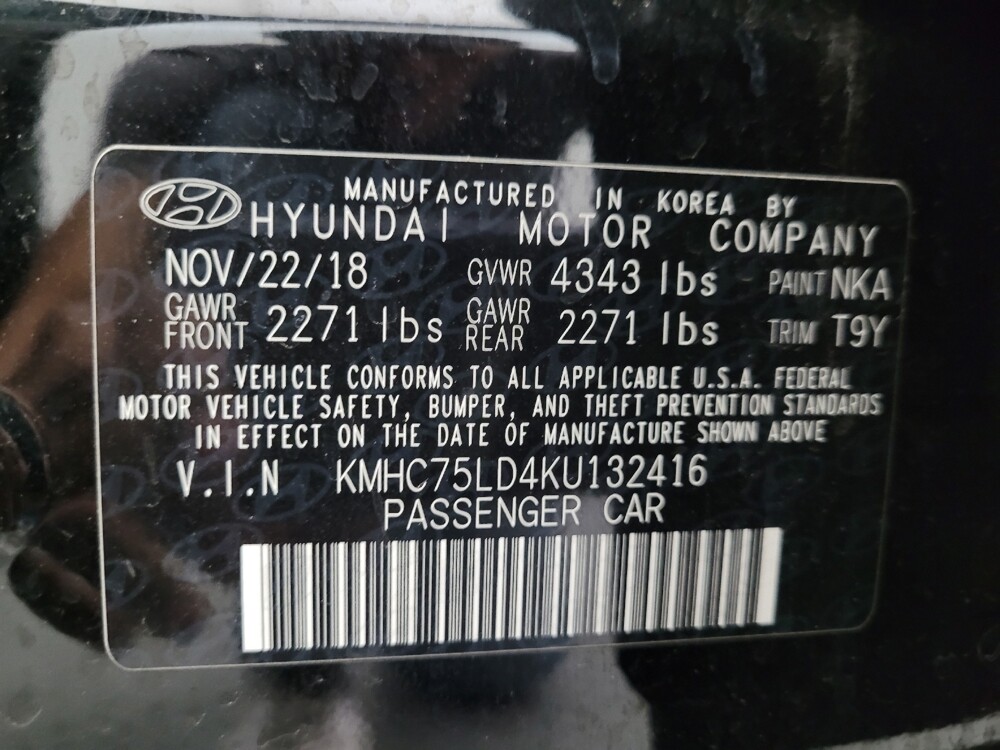 MANUFACTURED IN KOREA BY
HYUNDAI MOTOR COMPANY
NOV/22/18 GVWR 4343 lbs PAINT NKA
GAWR FRONT 2271 lbs GAWR REAR 2271 lbs TRIM T9Y
THIS VEHICLE CONFORMS TO ALL APPLICABLE U.S.A. FEDERAL
MOTOR VEHICLE SAFETY, BUMPER, AND THEFT PREVENTION STANDARDS
IN EFFECT ON THE DATE OF MANUFACTURE SHOWN ABOVE
V.I.N KMHC75LD4KU132416
PASSENGER CAR